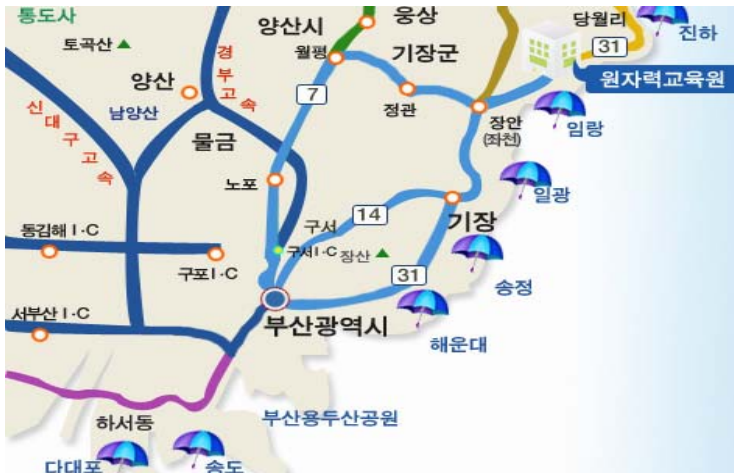 통도사
양산시
웅상
당월리
진하
토곡산
경부고속
월평
기장군
31
원자력교육원
양산
7
정관
신대구고속
남양산
물금
장안
(좌천)
임랑
노포
일광
동김해 I·C
구서
14
기장
구포 I·C
구서 I·C
장산
31
송정
서부산 I·C
부산광역시
해운대
하서동
부산용두산공원
다대포
송도